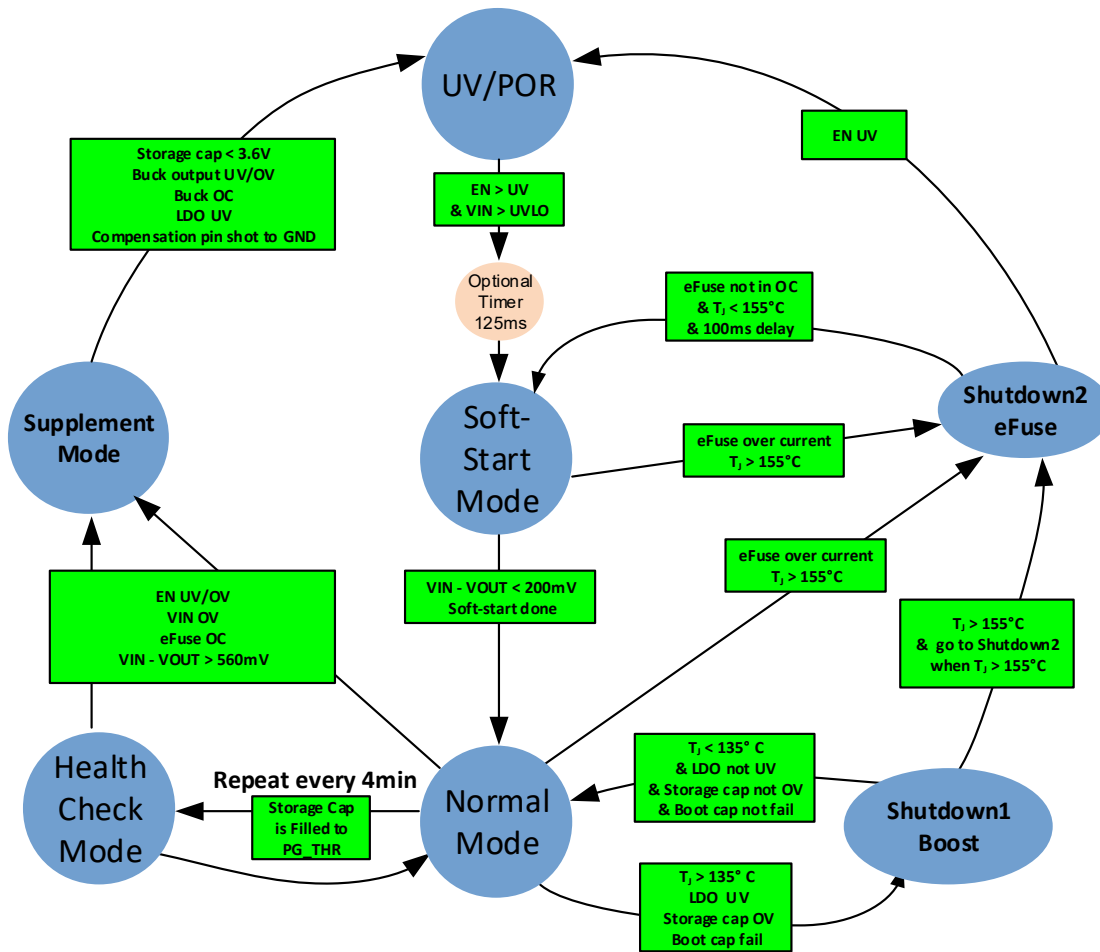 UV/POR
Storage cap < 3.6V
Buck output UV/OV
Buck OC
LDO UV
Compensation pin shot to GND
EN UV
EN > UV
& VIN > UVLO
Optional
Timer
125ms
eFuse not in OC
& TJ < 155°C
& 100ms delay
Supplement
Mode
Soft-
Start
Mode
Shutdown2
eFuse
eFuse over current
TJ > 155°C
eFuse over current
TJ > 155°C
VIN - VOUT < 200mV
Soft-start done
EN UV/OV
VIN OV
eFuse OC
VIN - VOUT > 560mV
TJ > 155°C
& go to Shutdown2
when TJ > 155°C
Health
Check
Mode
Repeat every 4min
Storage Cap
is Filled to
PG_THR
Normal
Mode
TJ < 135° C
& LDO not UV
& Storage cap not OV
& Boot cap not fail
Shutdown1
Boost
TJ > 135° C
LDO UV
Storage cap OV
Boot cap fail